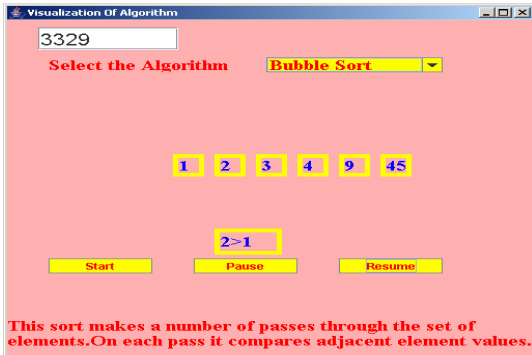 Visualization Of Algorithm
3329
Select the Algorithm Bubble Sort
1 2 3 4 9 45
2>1
Start Pause Resume
This sort makes a number of passes through the set of
elements.On each pass it compares adjacent element values.